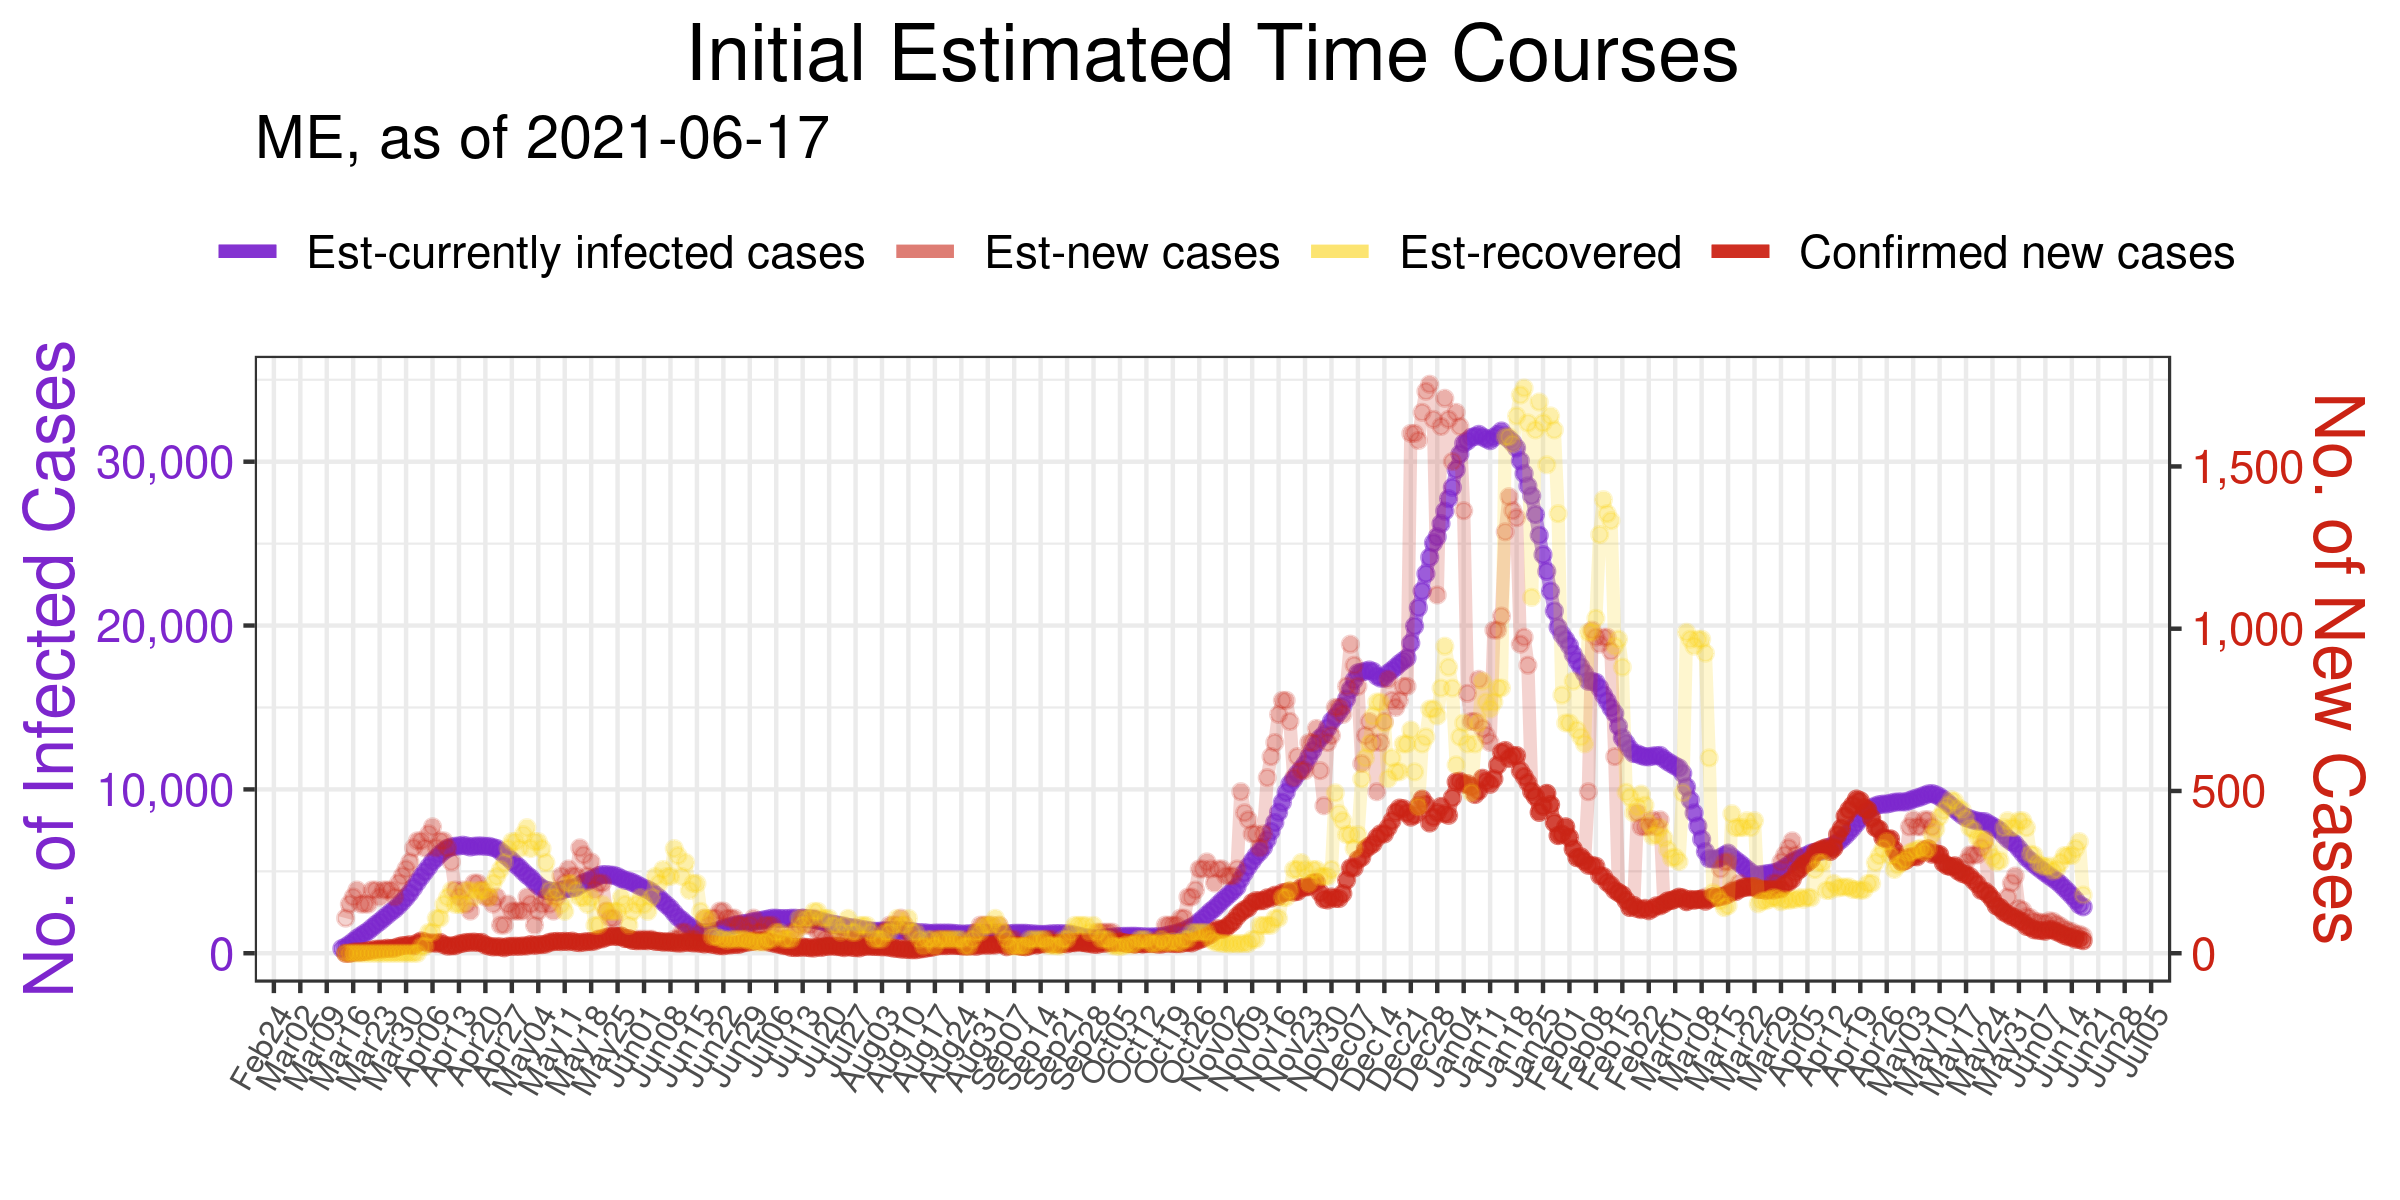 Initial Estimated Time Courses
ME, as of 2021-06-17
Est-currently infected cases
Est-new cases
Est-recovered
Confirmed new cases
No. of Infected Cases
30,000
20,000
10,000
0
1,500
1,000
500
0
No. of New Cases
Feb24
Mar02
Mar09
Mar16
Mar23
Mar30
Apr06
Apr13
Apr20
Apr27
May04
May11
May18
May25
Jun01
Jun08
Jun15
Jun22
Jun29
Jul06
Jul13
Jul20
Jul27
Aug03
Aug10
Aug17
Aug24
Aug31
Sep07
Sep14
Sep21
Sep28
Oct05
Oct12
Oct19
Oct26
Nov02
Nov09
Nov16
Nov23
Nov30
Dec07
Dec14
Dec21
Dec28
Jan04
Jan11
Jan18
Jan25
Feb01
Feb08
Feb15
Feb22
Mar01
Mar08
Mar15
Mar22
Mar29
Apr05
Apr12
Apr19
Apr26
May03
May10
May17
May24
May31
Jun07
Jun14
Jun21
Jun28
Jul05